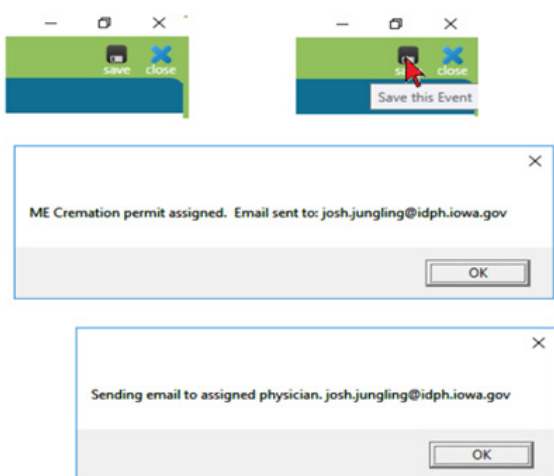 save close
save close
Save this Event
ME Cremation permit assigned.  Email sent to: josh.jungling@idph.iowa.gov
OK
Sending email to assigned physician. josh.jungling@idph.iowa.gov
OK